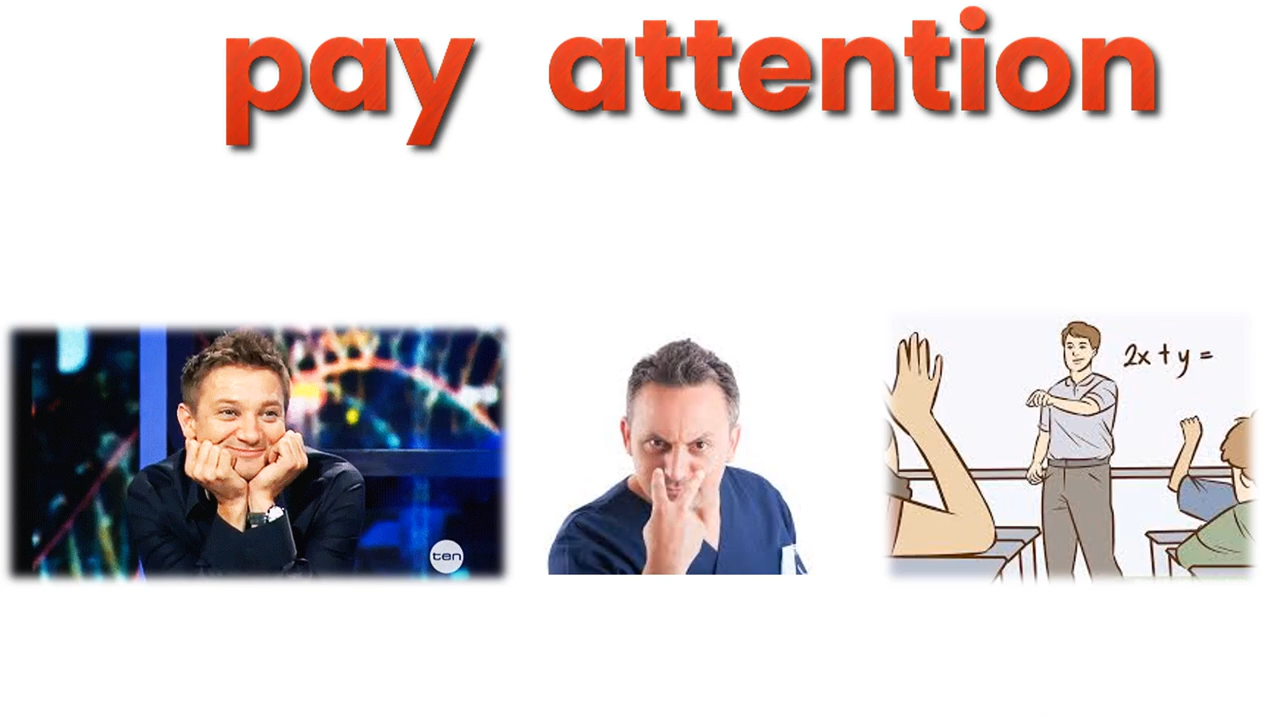 pay attention
2x + y =
ten